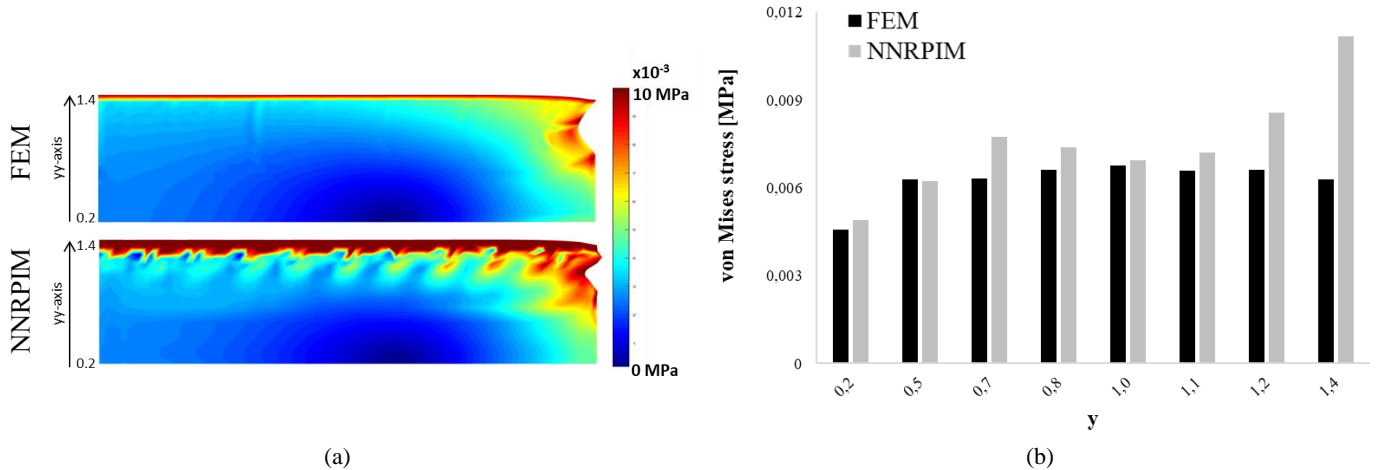 FEM
yy-axis
1.4
0.2
NNRPIM
yy-axis
1.4
0.2
x10-3
10 MPa
0 MPa
(a)
von Mises stress [MPa]
0,012
0,009
0,006
0,003
0
FEM
NNRPIM
0,2 0,5 0,7 0,8 1,0 1,1 1,2 1,4
y
(b)